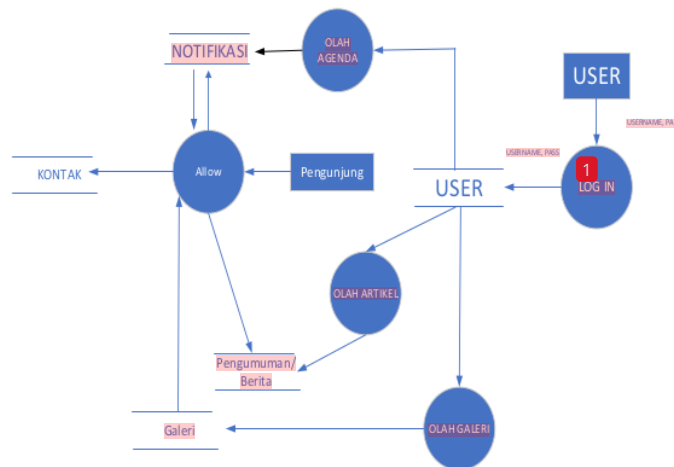 OLAH
AGENDA
NOTIFIKASI
USER
USERNAME, PA
USERNAME, PASS
1
LOG IN
KONTAK
Allow
Pengunjung
USER
OLAH ARTIKEL
Pengumuman/
Berita
Galeri
OLAH GALERI